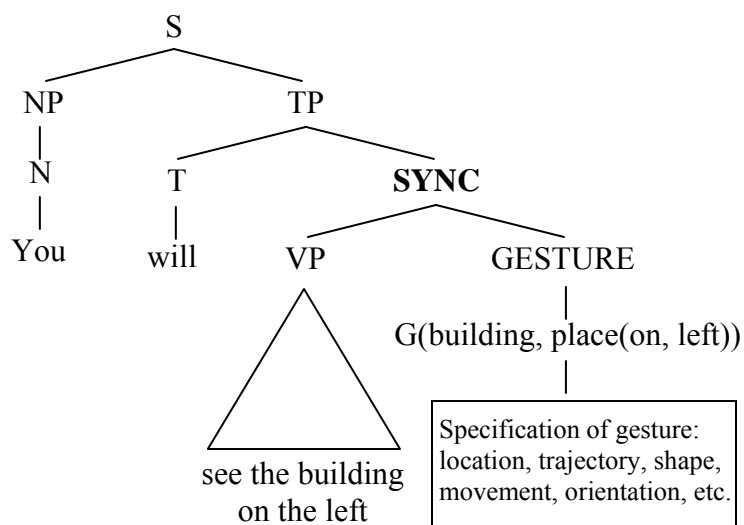 S
NP TP
N T SYNC
You will VP GESTURE
G(building, place(on, left))
Specification of gesture:
location, trajectory, shape,
movement, orientation, etc.
see the building
on the left